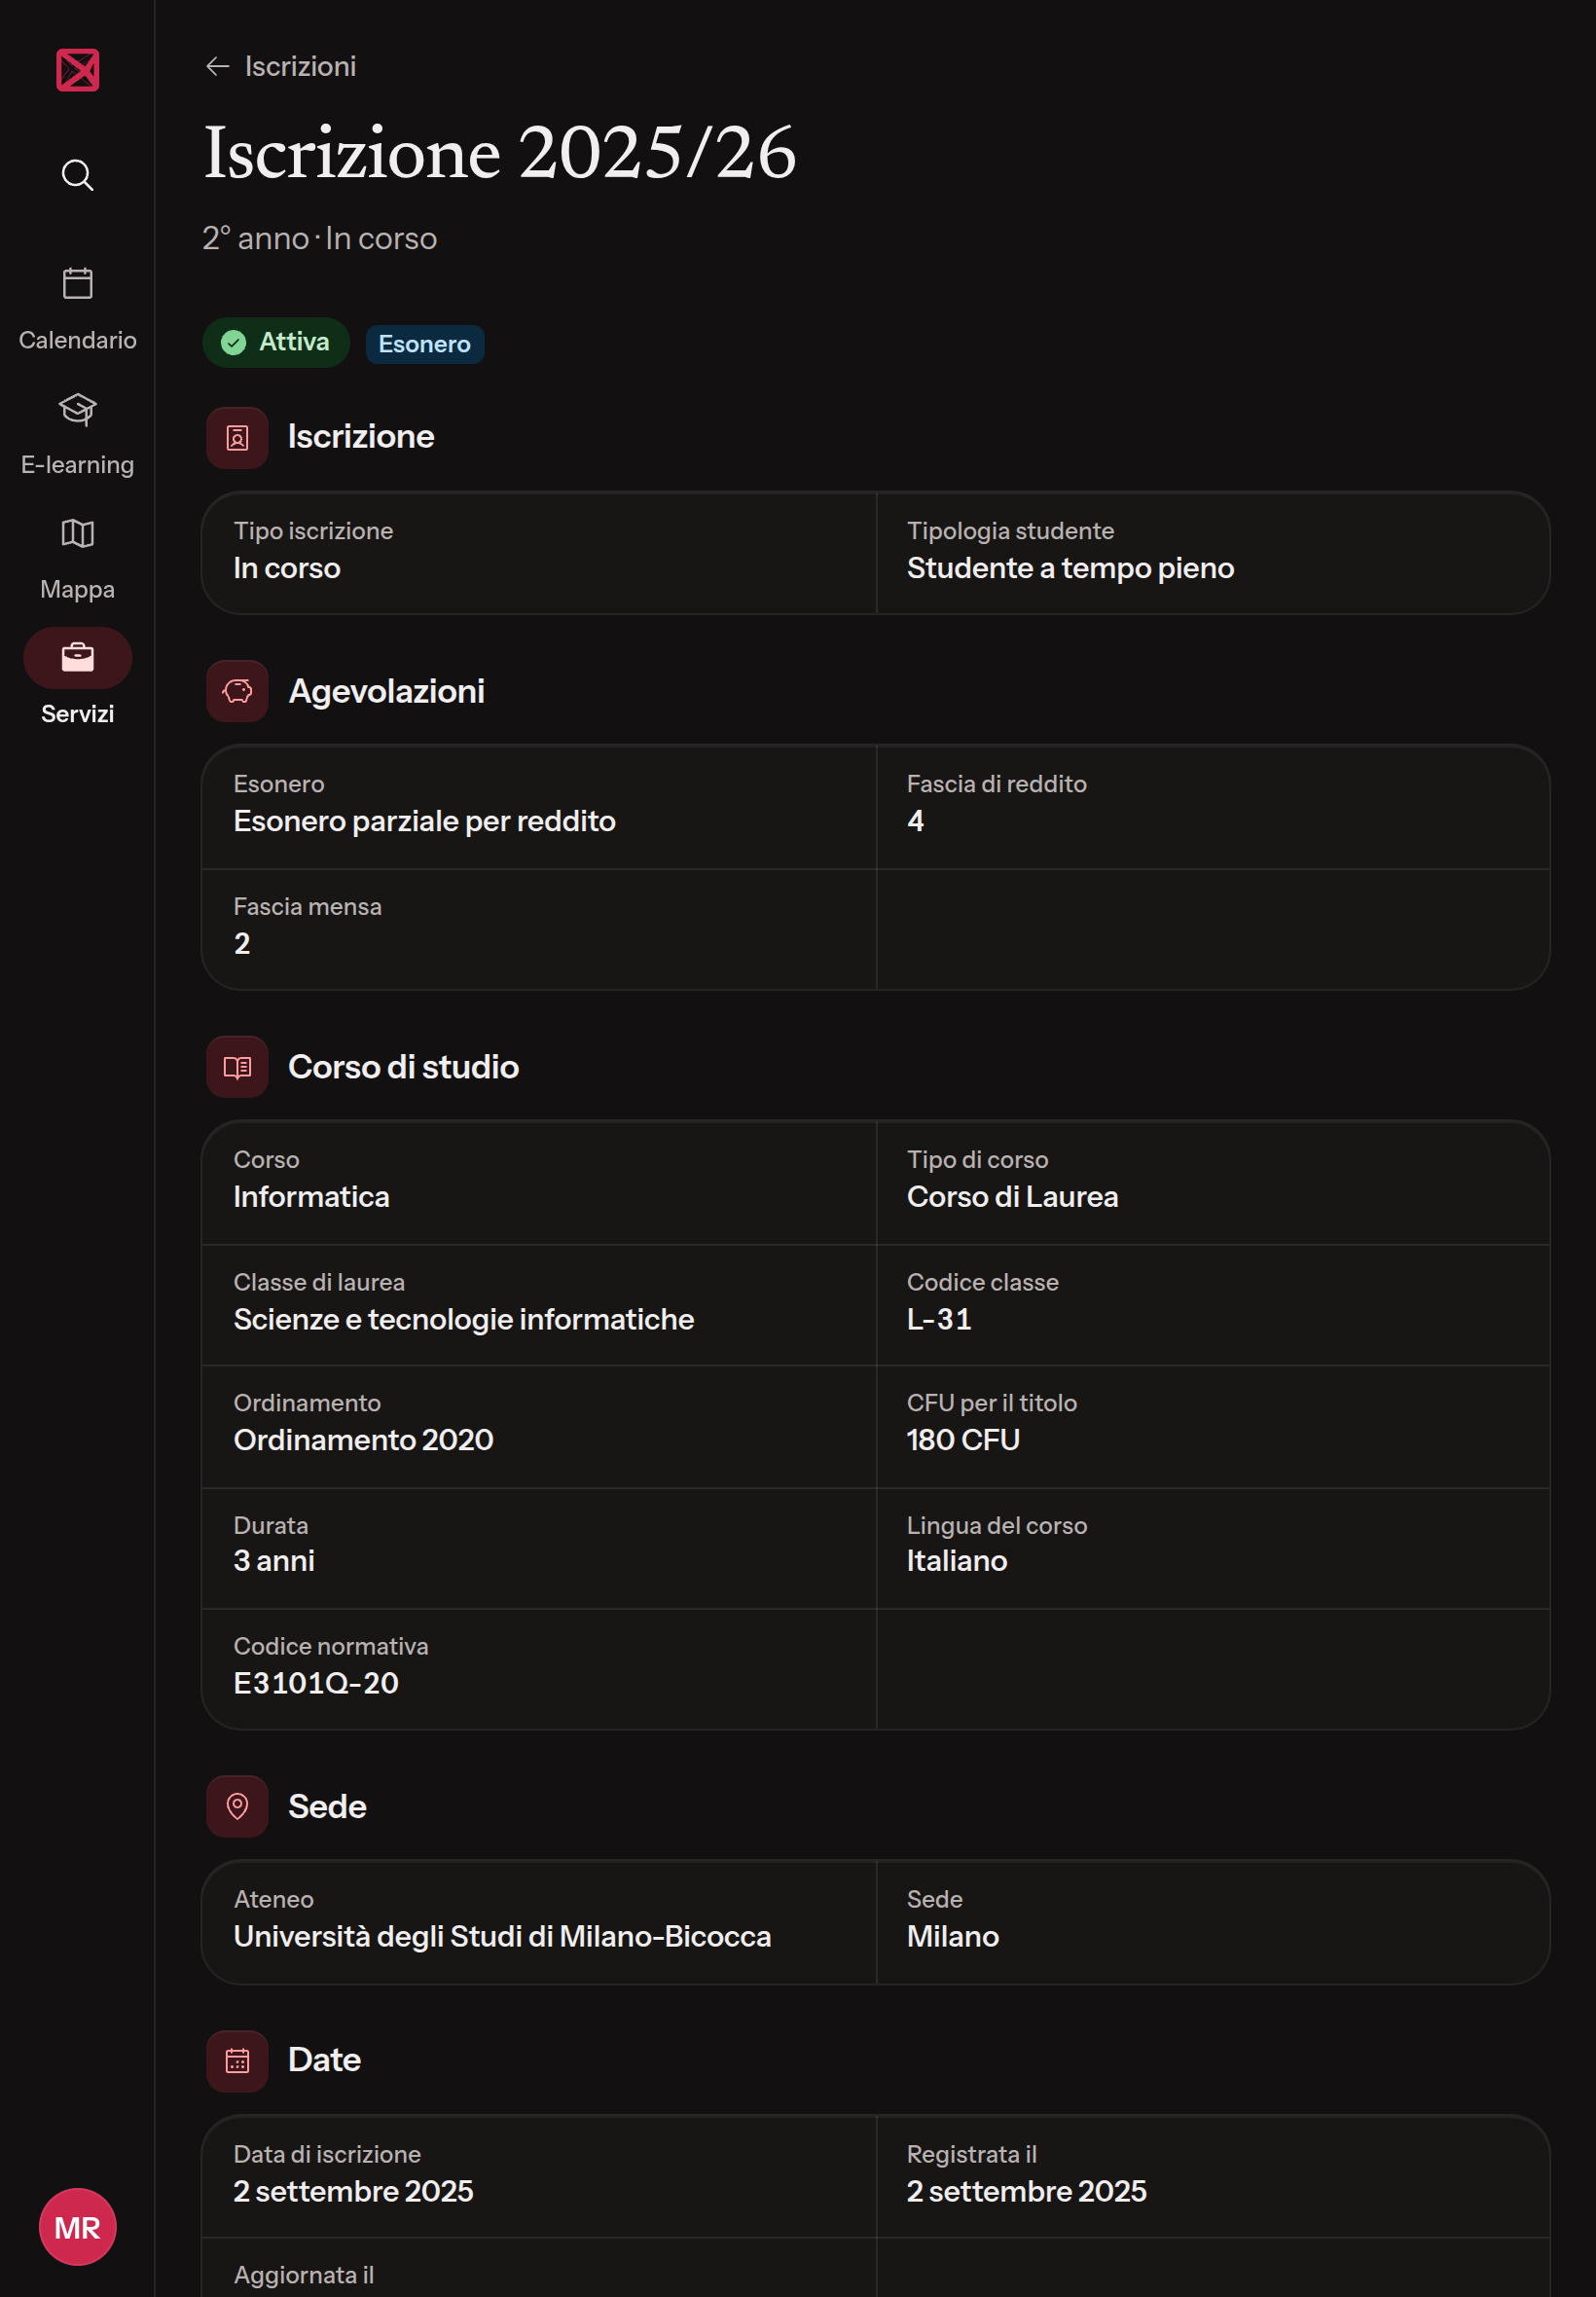 Iscrizioni
Iscrizione 2025/26
2° anno · In corso
Attiva
Esonero
Calendario
E-learning
Mappa
Servizi
Iscrizione
Tipo iscrizione
In corso
Tipologia studente
Studente a tempo pieno
Agevolazioni
Esonero
Esonero parziale per reddito
Fascia di reddito
4
Fascia mensa
2
Corso di studio
Corso
Informatica
Tipo di corso
Corso di Laurea
Classe di laurea
Scienze e tecnologie informatiche
Codice classe
L-31
Ordinamento
Ordinamento 2020
CFU per il titolo
180 CFU
Durata
3 anni
Lingua del corso
Italiano
Codice normativa
E3101Q-20
Sede
Ateneo
Università degli Studi di Milano-Bicocca
Sede
Milano
Date
Data di iscrizione
2 settembre 2025
Registrata il
2 settembre 2025
Aggiornata il
MR